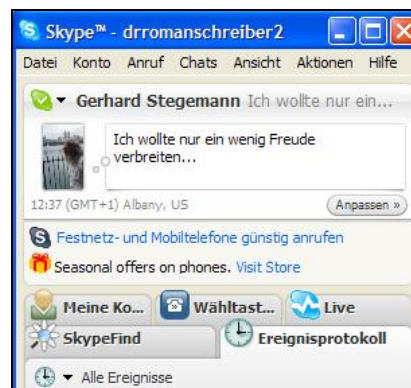 Skype™ - drromanschreiber2
Datei Konto Anruf Chats Ansicht Aktionen Hilfe
Gerhard Stegemann Ich wollte nur ein...
Ich wollte nur ein wenig Freude
verbreiten...
12:37 (GMT+1) Albany, US Anpassen »
Festnetz- und Mobiltelefone günstig anrufen
Seasonal offers on phones. Visit Store
Meine Ko... Wähltast... Live
SkypeFind Ereignisprotokoll
Alle Ereignisse